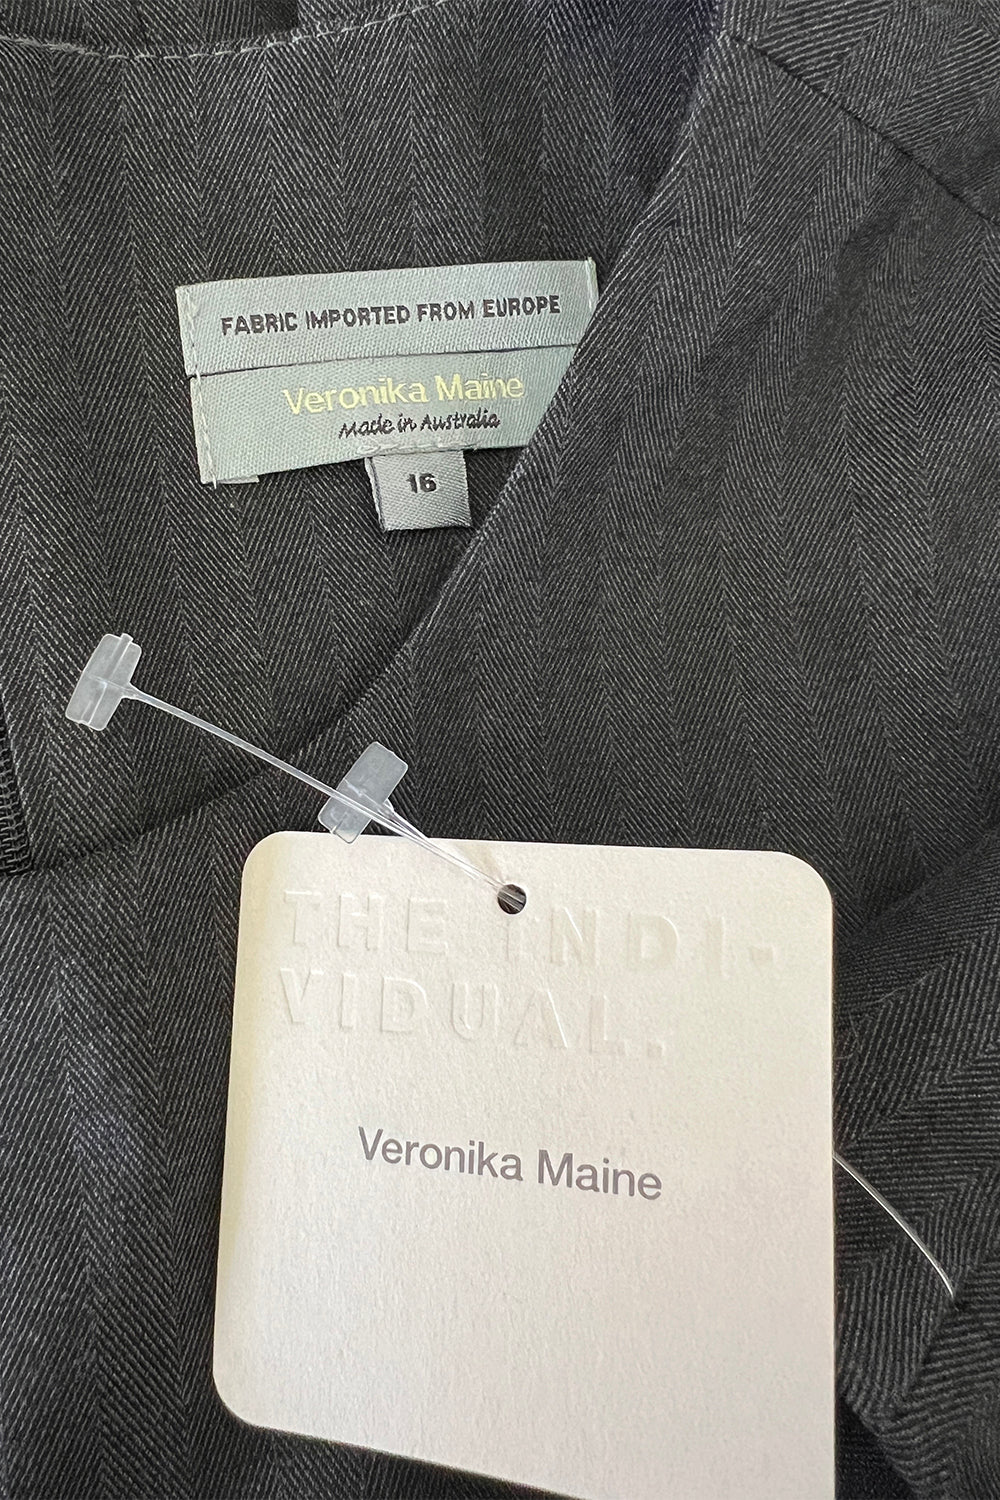 FABRIC IMPORTED FROM EUROPE
Veronika Maine
Made in Australia
16
THE INDI-
VIDUAL.
Veronika Maine